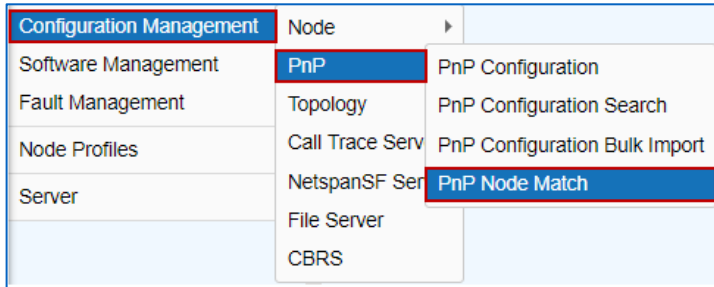 Configuration Management
Software Management
Fault Management
Node Profiles
Server
Node
PnP
Topology
Call Trace Serv
NetspanSF Ser
File Server
CBRS
PnP Configuration
PnP Configuration Search
PnP Configuration Bulk Import
PnP Node Match